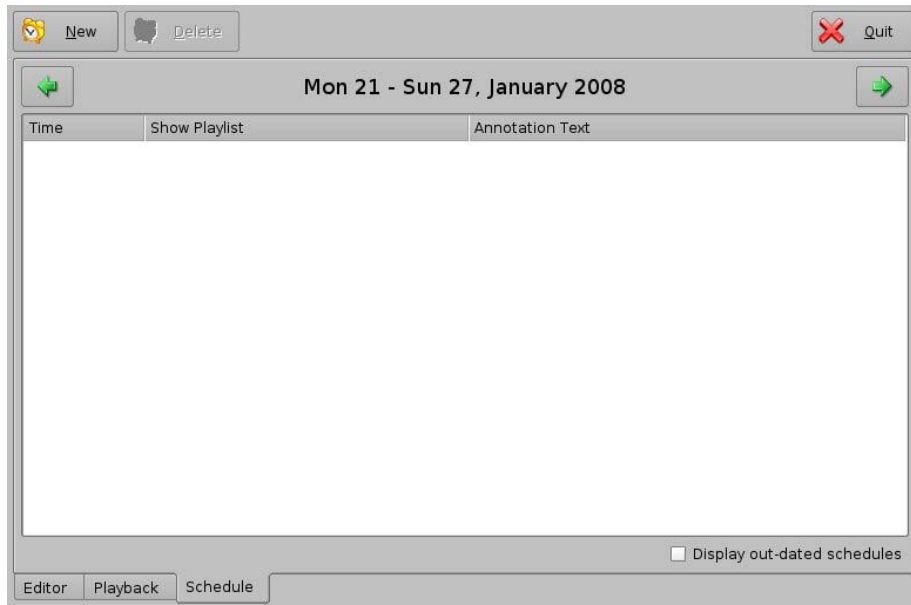 New Delete Quit
Mon 21 - Sun 27, January 2008
Time Show Playlist Annotation Text
Display out-dated schedules
Editor Playback Schedule